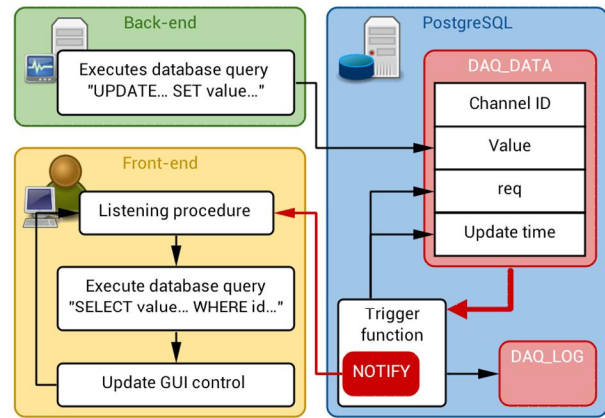 Back-end
Executes database query
"UPDATE... SET value..."
Front-end
Listening procedure
Execute database query
"SELECT value... WHERE id..."
Update GUI control
PostgreSQL
DAQ_DATA
Channel ID
Value
req
Update time
Trigger
function
NOTIFY
DAQ_LOG